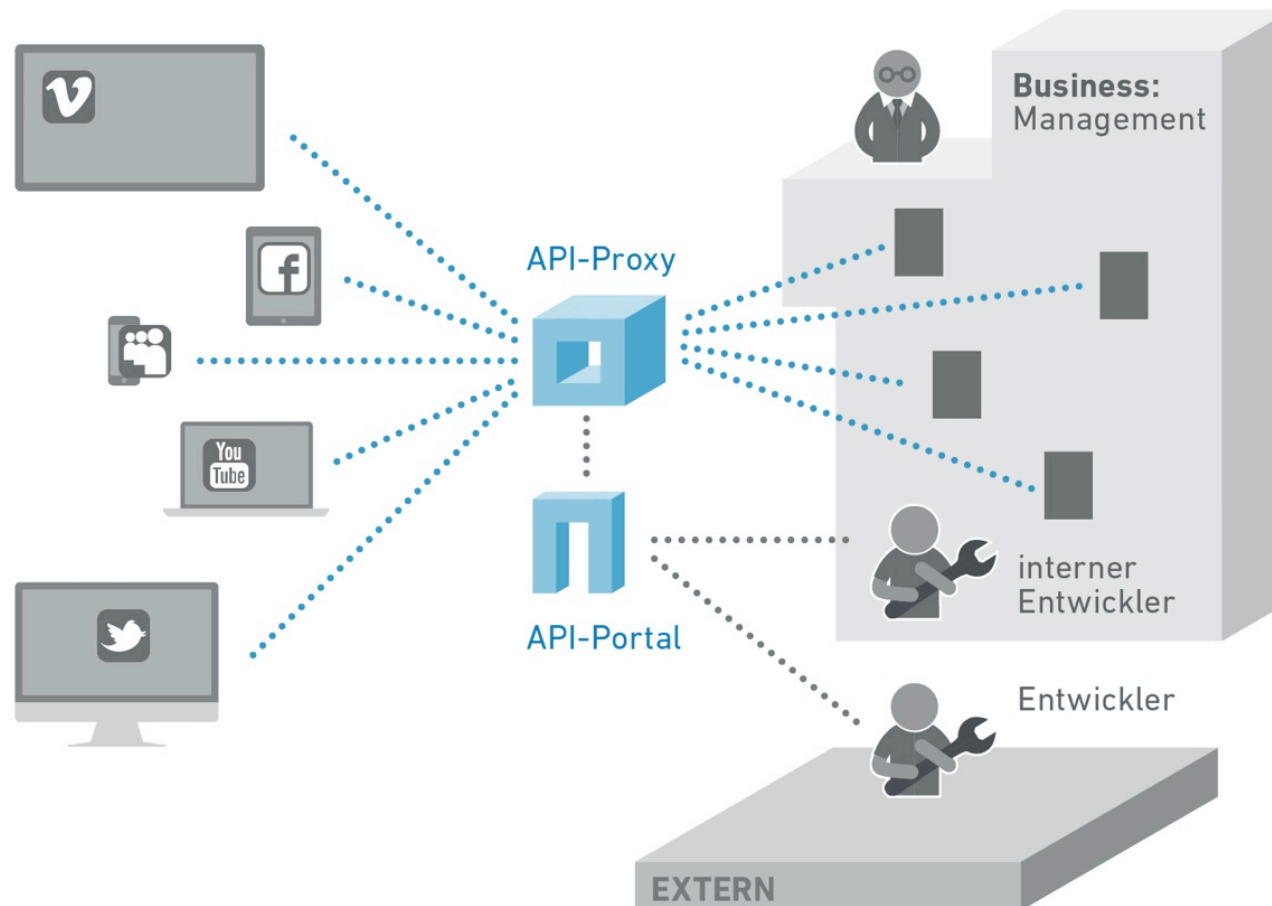 Business:
Management
API-Proxy
You
Tube
API-Portal
interner
Entwickler
Entwickler
EXTERN